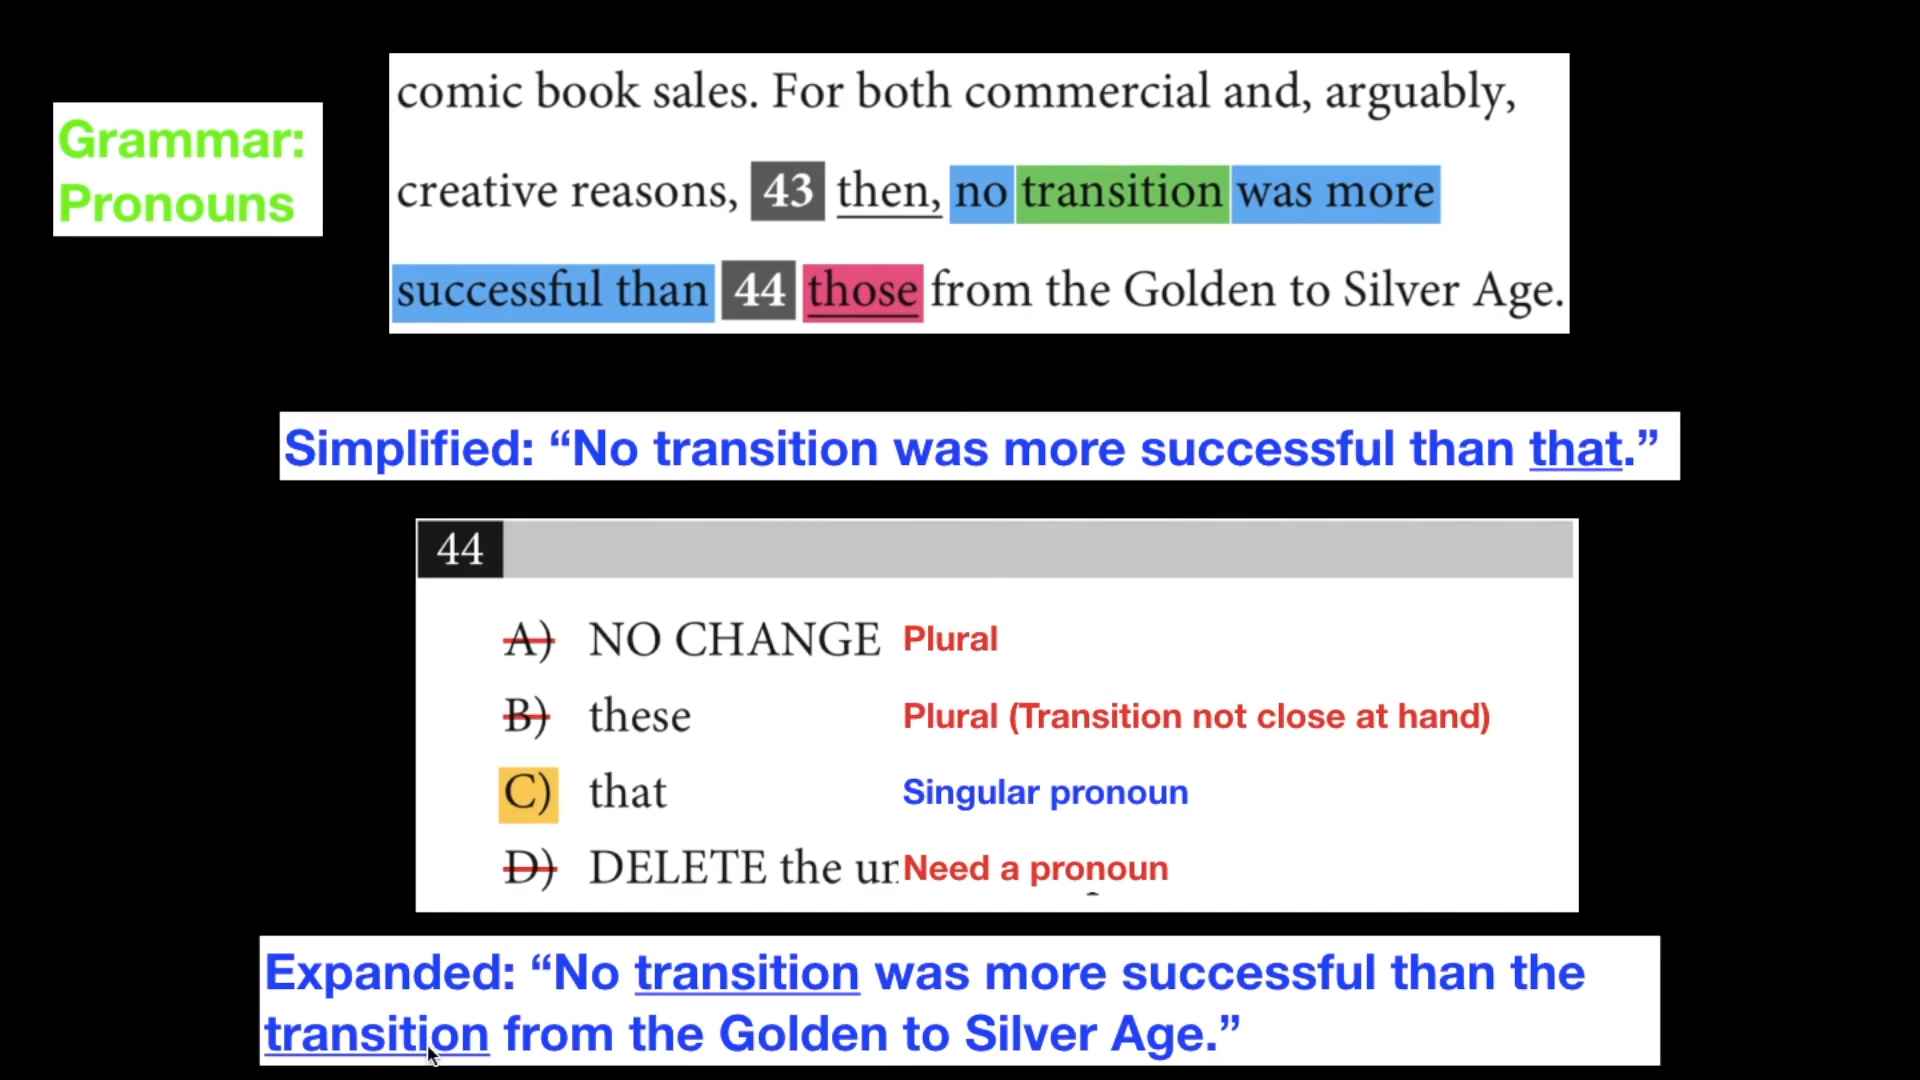 Grammar:
Pronouns
comic book sales. For both commercial and, arguably,
creative reasons, 43 then, no transition was more
successful than 44 those from the Golden to Silver Age.
Simplified: “No transition was more successful than that.”
44
A) NO CHANGE Plural
B) these Plural (Transition not close at hand)
C) that Singular pronoun
D) DELETE the Need a pronoun
Expanded: “No transition was more successful than the
transition from the Golden to Silver Age.”